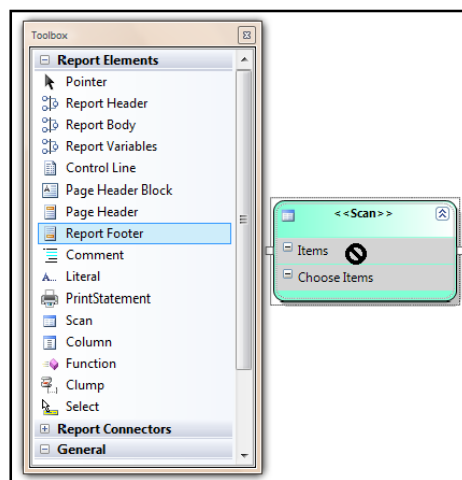 Toolbox
Report Elements
Pointer
Report Header
Report Body
Report Variables
Control Line
Page Header Block
Page Header
Report Footer
Comment
A... Literal
PrintStatement
Scan
Column
Function
Clump
Select
Report Connectors
General
<<Scan>>
Items
Choose Items